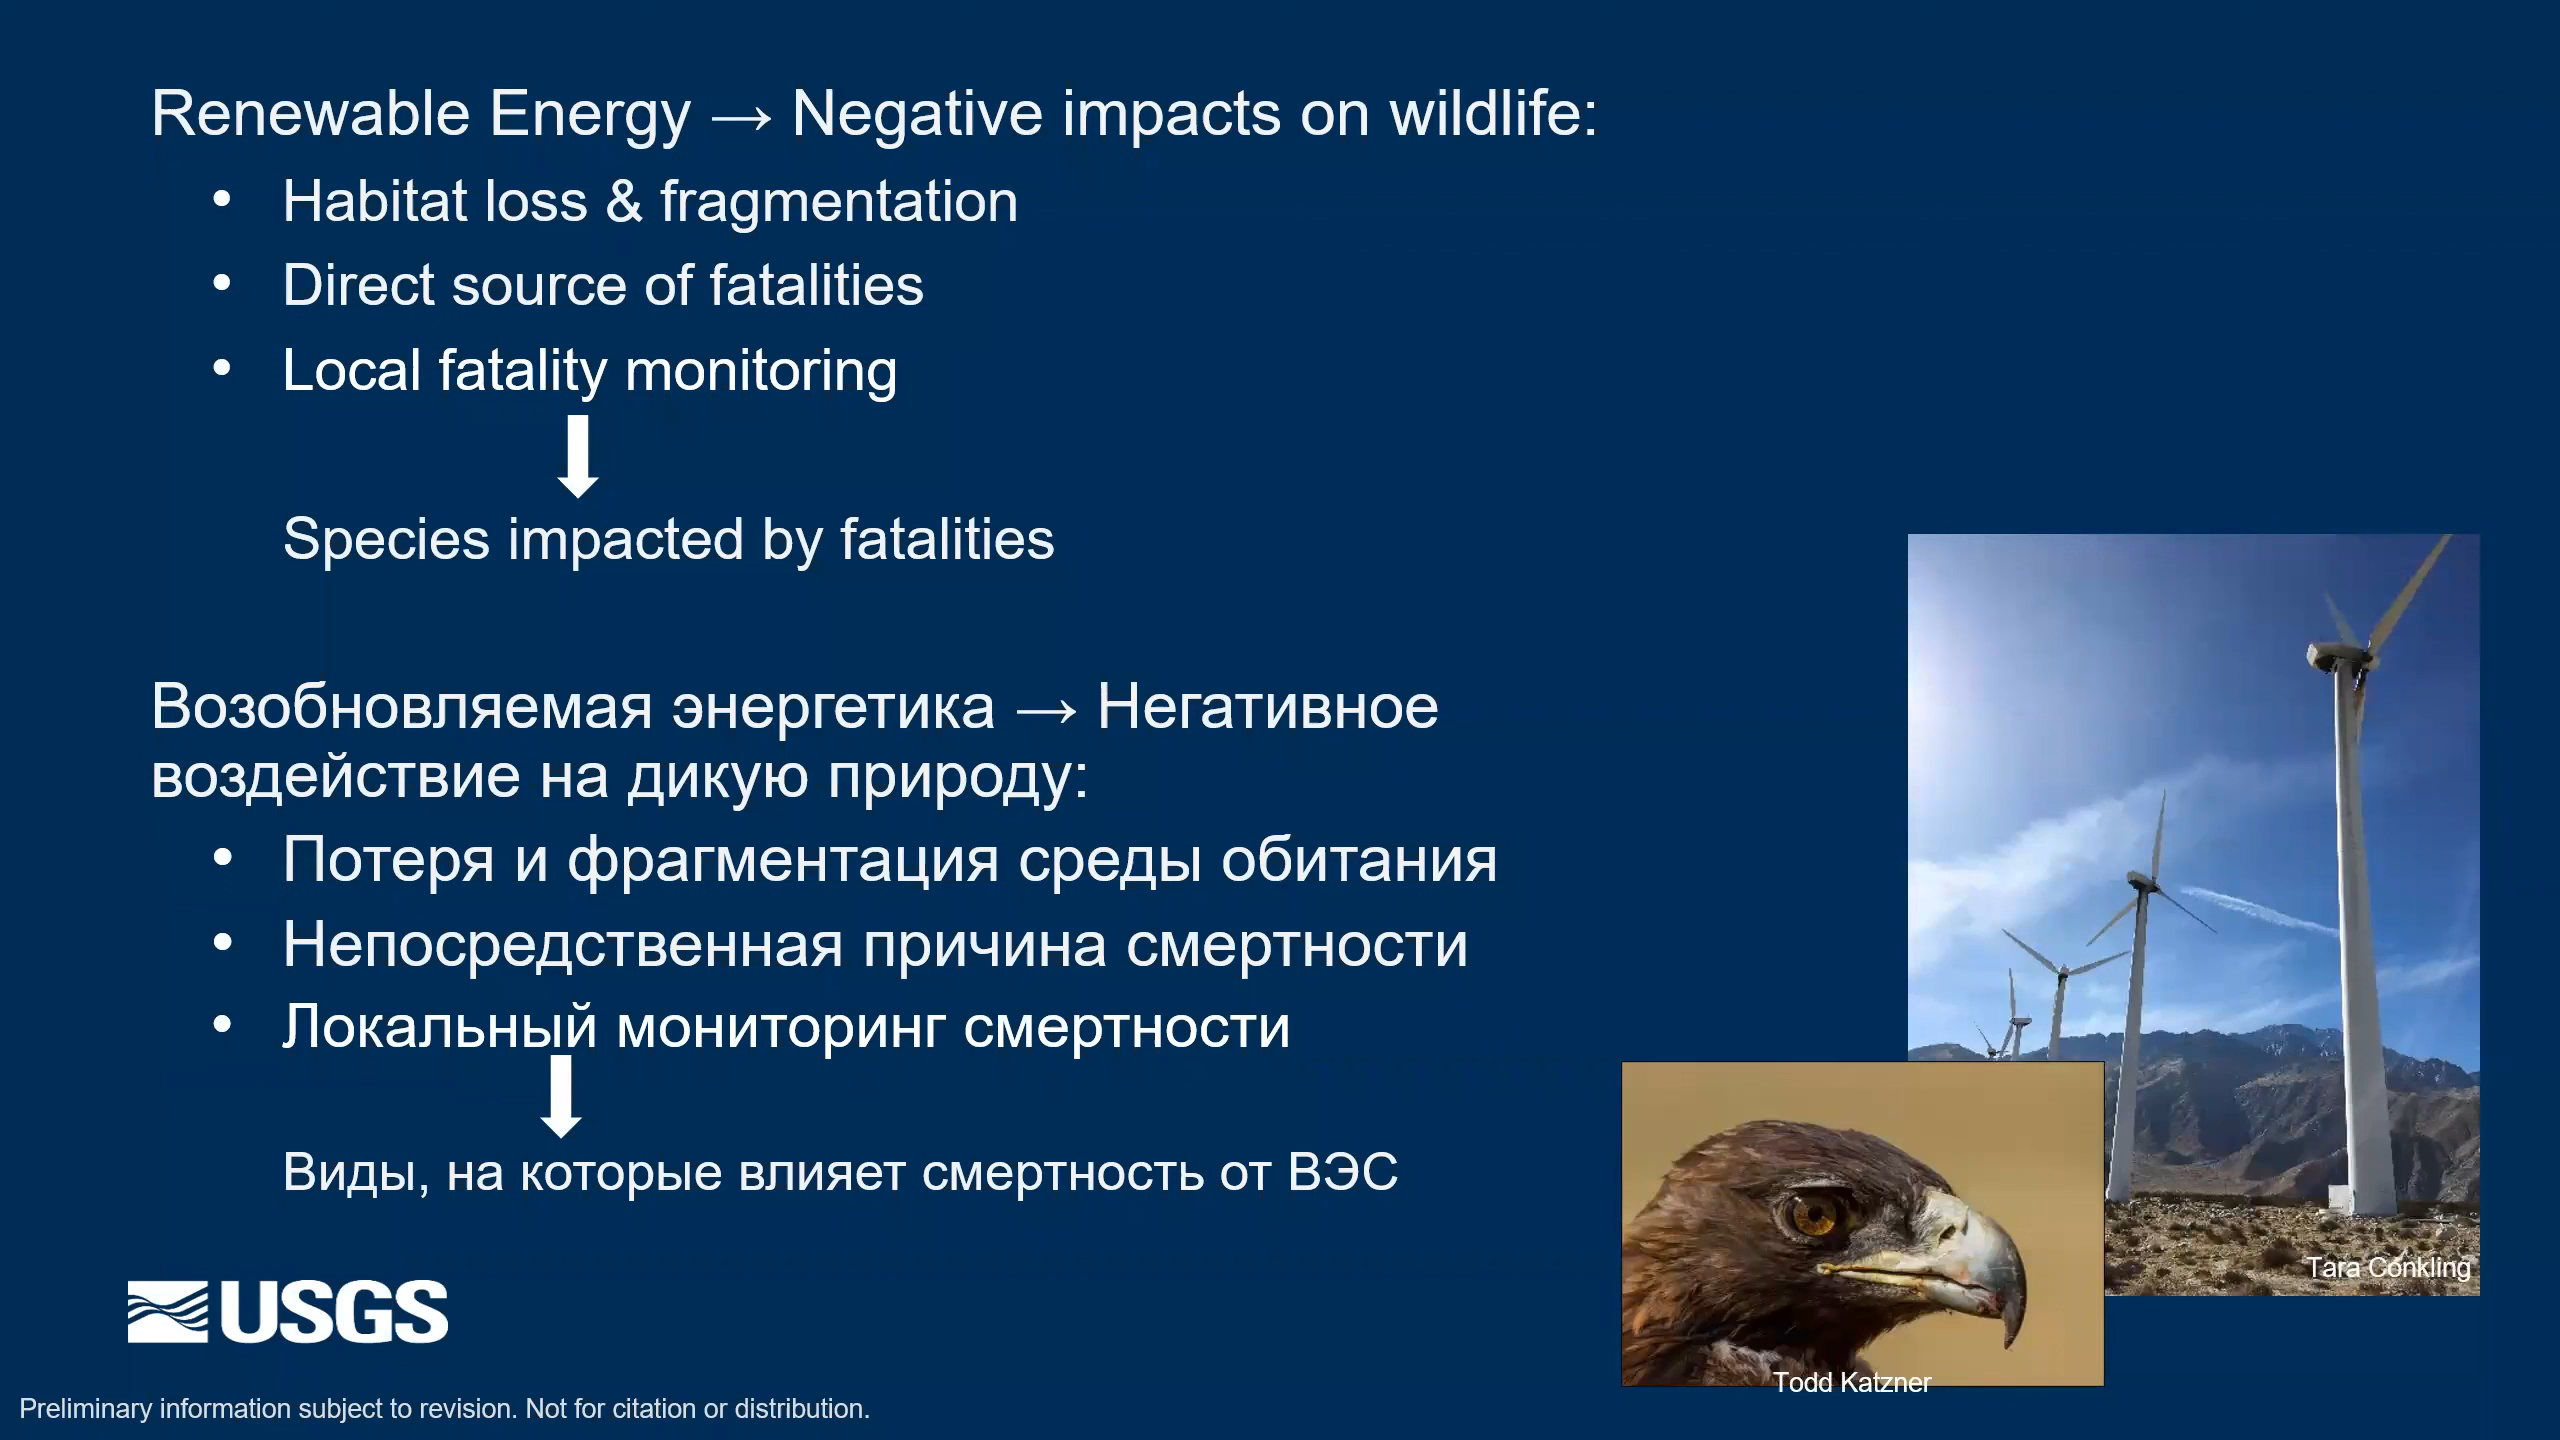 Renewable Energy → Negative impacts on wildlife:
• Habitat loss & fragmentation
• Direct source of fatalities
• Local fatality monitoring
Species impacted by fatalities
Возобновляемая энергетика → Негативное
воздействие на дикую природу:
• Потеря и фрагментация среды обитания
• Непосредственная причина смертности
• Локальный мониторинг смертности
Виды, на которые влияет смертность от ВЭС
Tara Conkling
USGS
Todd Katzner
Preliminary information subject to revision. Not for citation or distribution.